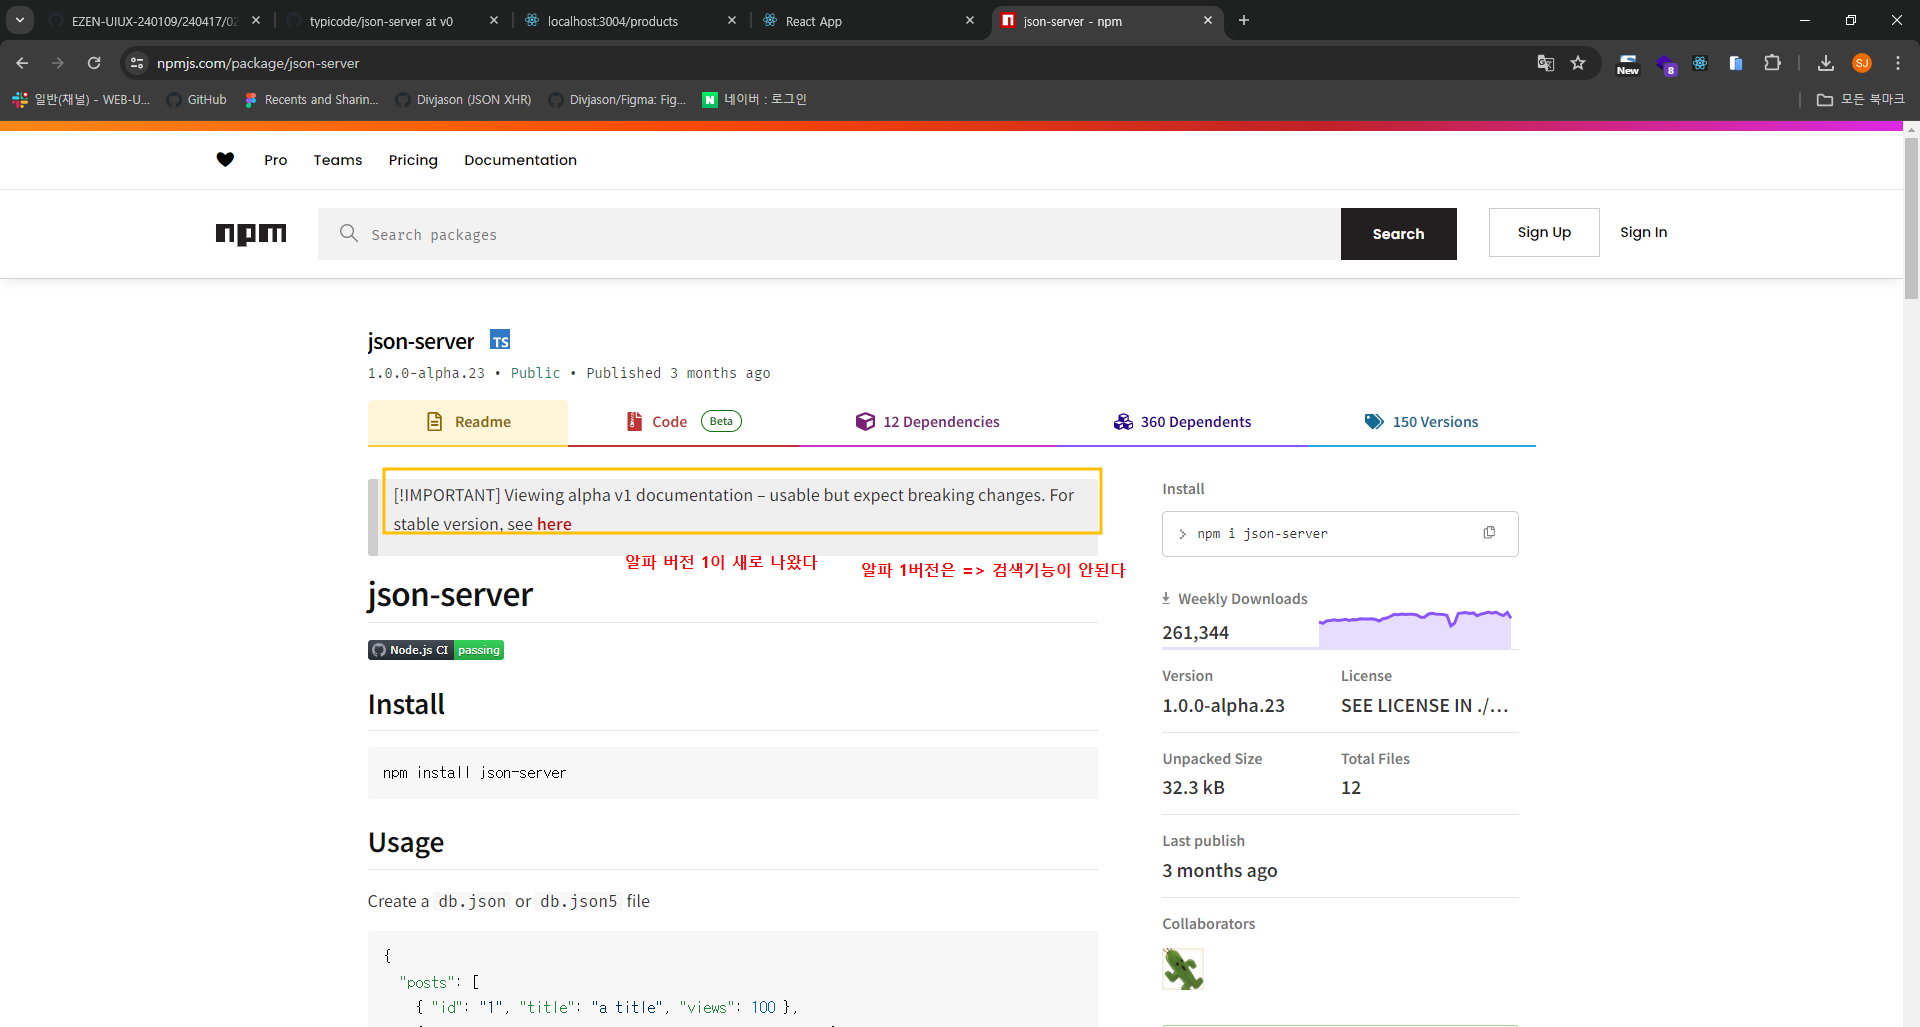 EZEN-UIUX-240109/240417/02
typicode/json-server at v0
localhost:3004/products
React App
json-server - npm
npmjs.com/package/json-server
New
8
SJ
일반(채널) - WEB-U...
GitHub
Recents and Sharin...
Divjason (JSON XHR)
Divjason/Figma: Fig...
네이버 : 로그인
모든 북마크
Pro
Teams
Pricing
Documentation
npm
Search packages
Search
Sign Up
Sign In
json-server TS
1.0.0-alpha.23 • Public • Published 3 months ago
Readme
Code Beta
12 Dependencies
360 Dependents
150 Versions
[!IMPORTANT] Viewing alpha v1 documentation – usable but expect breaking changes. For
stable version, see here
알파 버전 1이 새로 나왔다
알파 1버전은 => 검색기능이 안된다
json-server
Node.js CI passing
Install
npm install json-server
Usage
Create a db.json or db.json5 file
{
"posts": [
{ "id": "1", "title": "a title", "views": 100 },
Install
> npm i json-server
Weekly Downloads
261,344
Version
1.0.0-alpha.23
License
SEE LICENSE IN ./...
Unpacked Size
32.3 kB
Total Files
12
Last publish
3 months ago
Collaborators